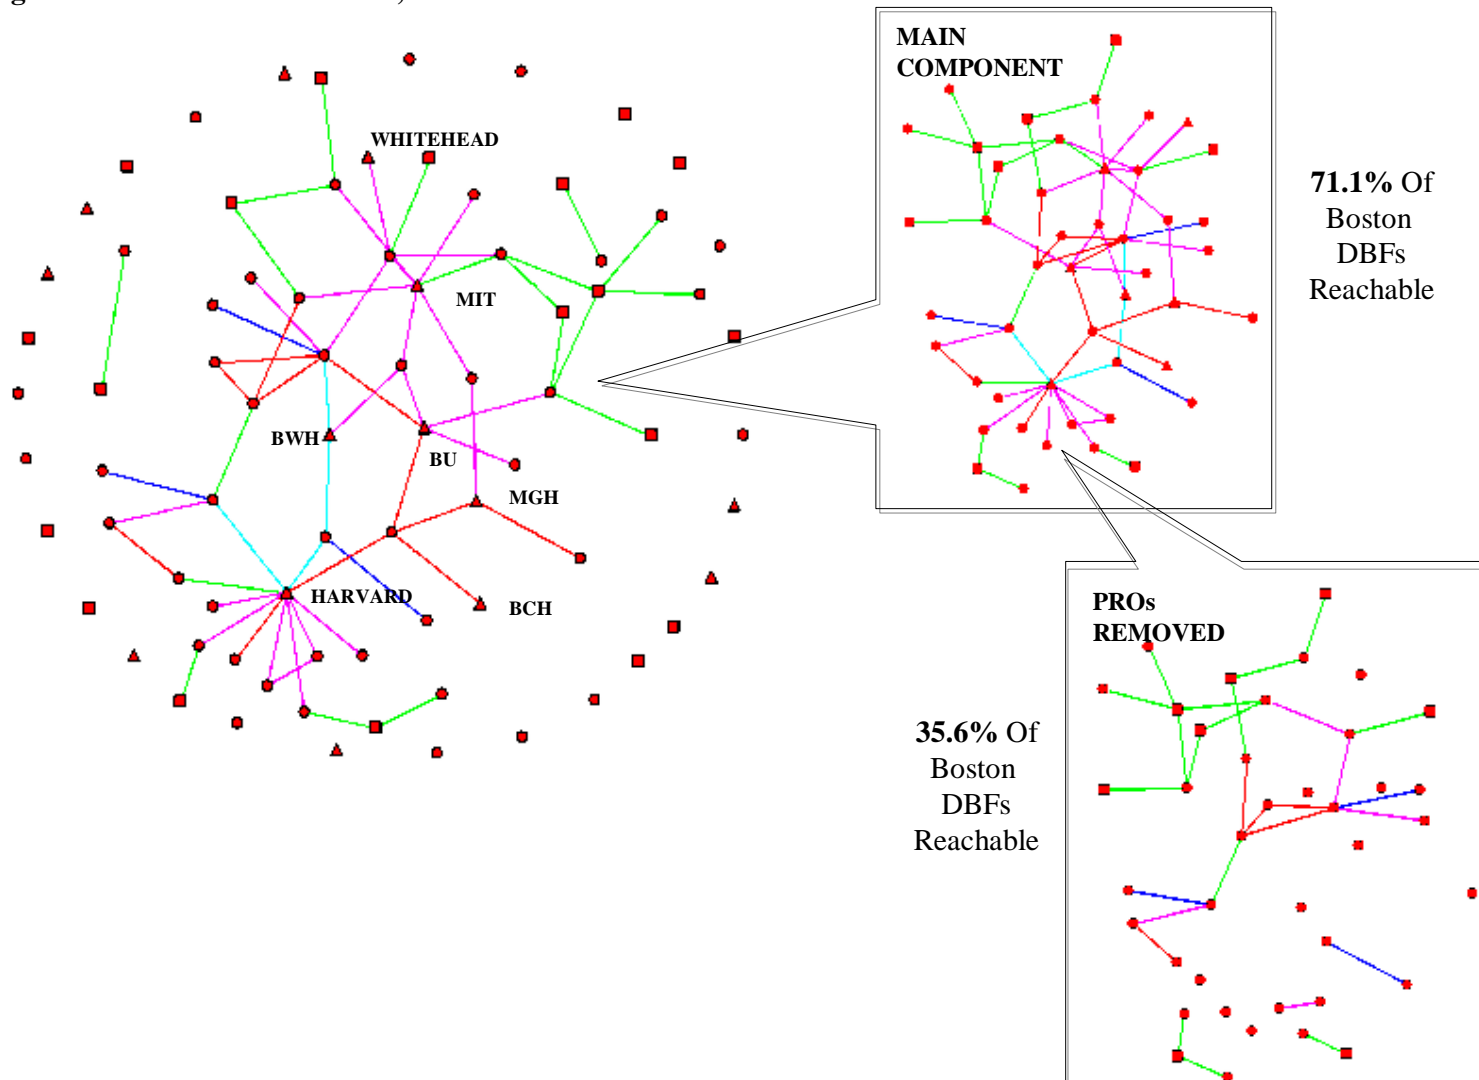 MAIN
COMPONENT
WHITEHEAD
71.1% Of
Boston
DBFs
Reachable
MIT
BWH
BU
MGH
HARVARD
BCH
PROs
REMOVED
35.6% Of
Boston
DBFs
Reachable